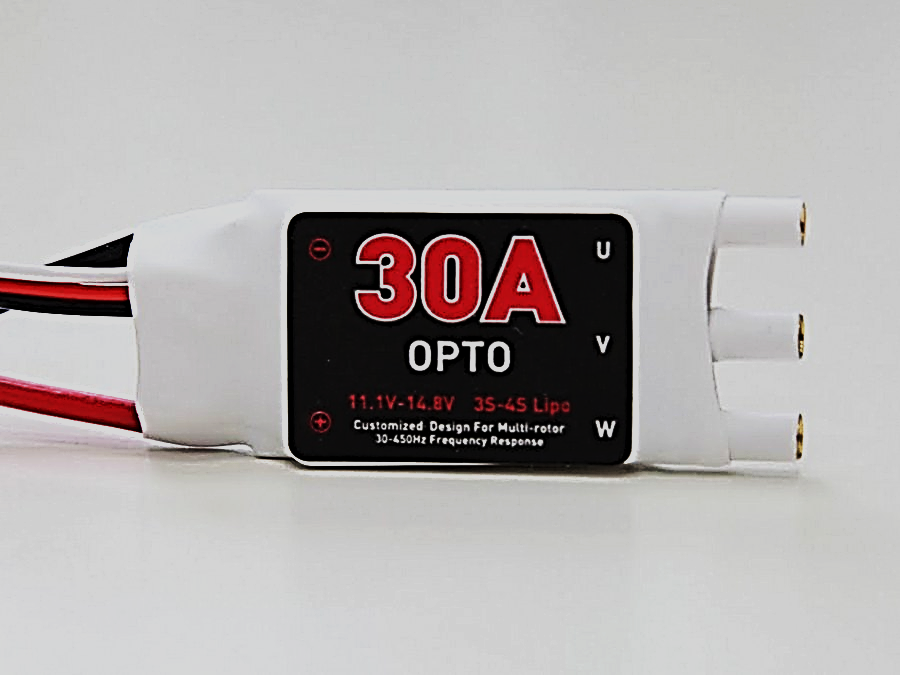 30A
OPTO
11.1V-14.8V 3S-4S Lipo
Customized Design For Multi-rotor
30-450Hz Frequency Response
U
V
W